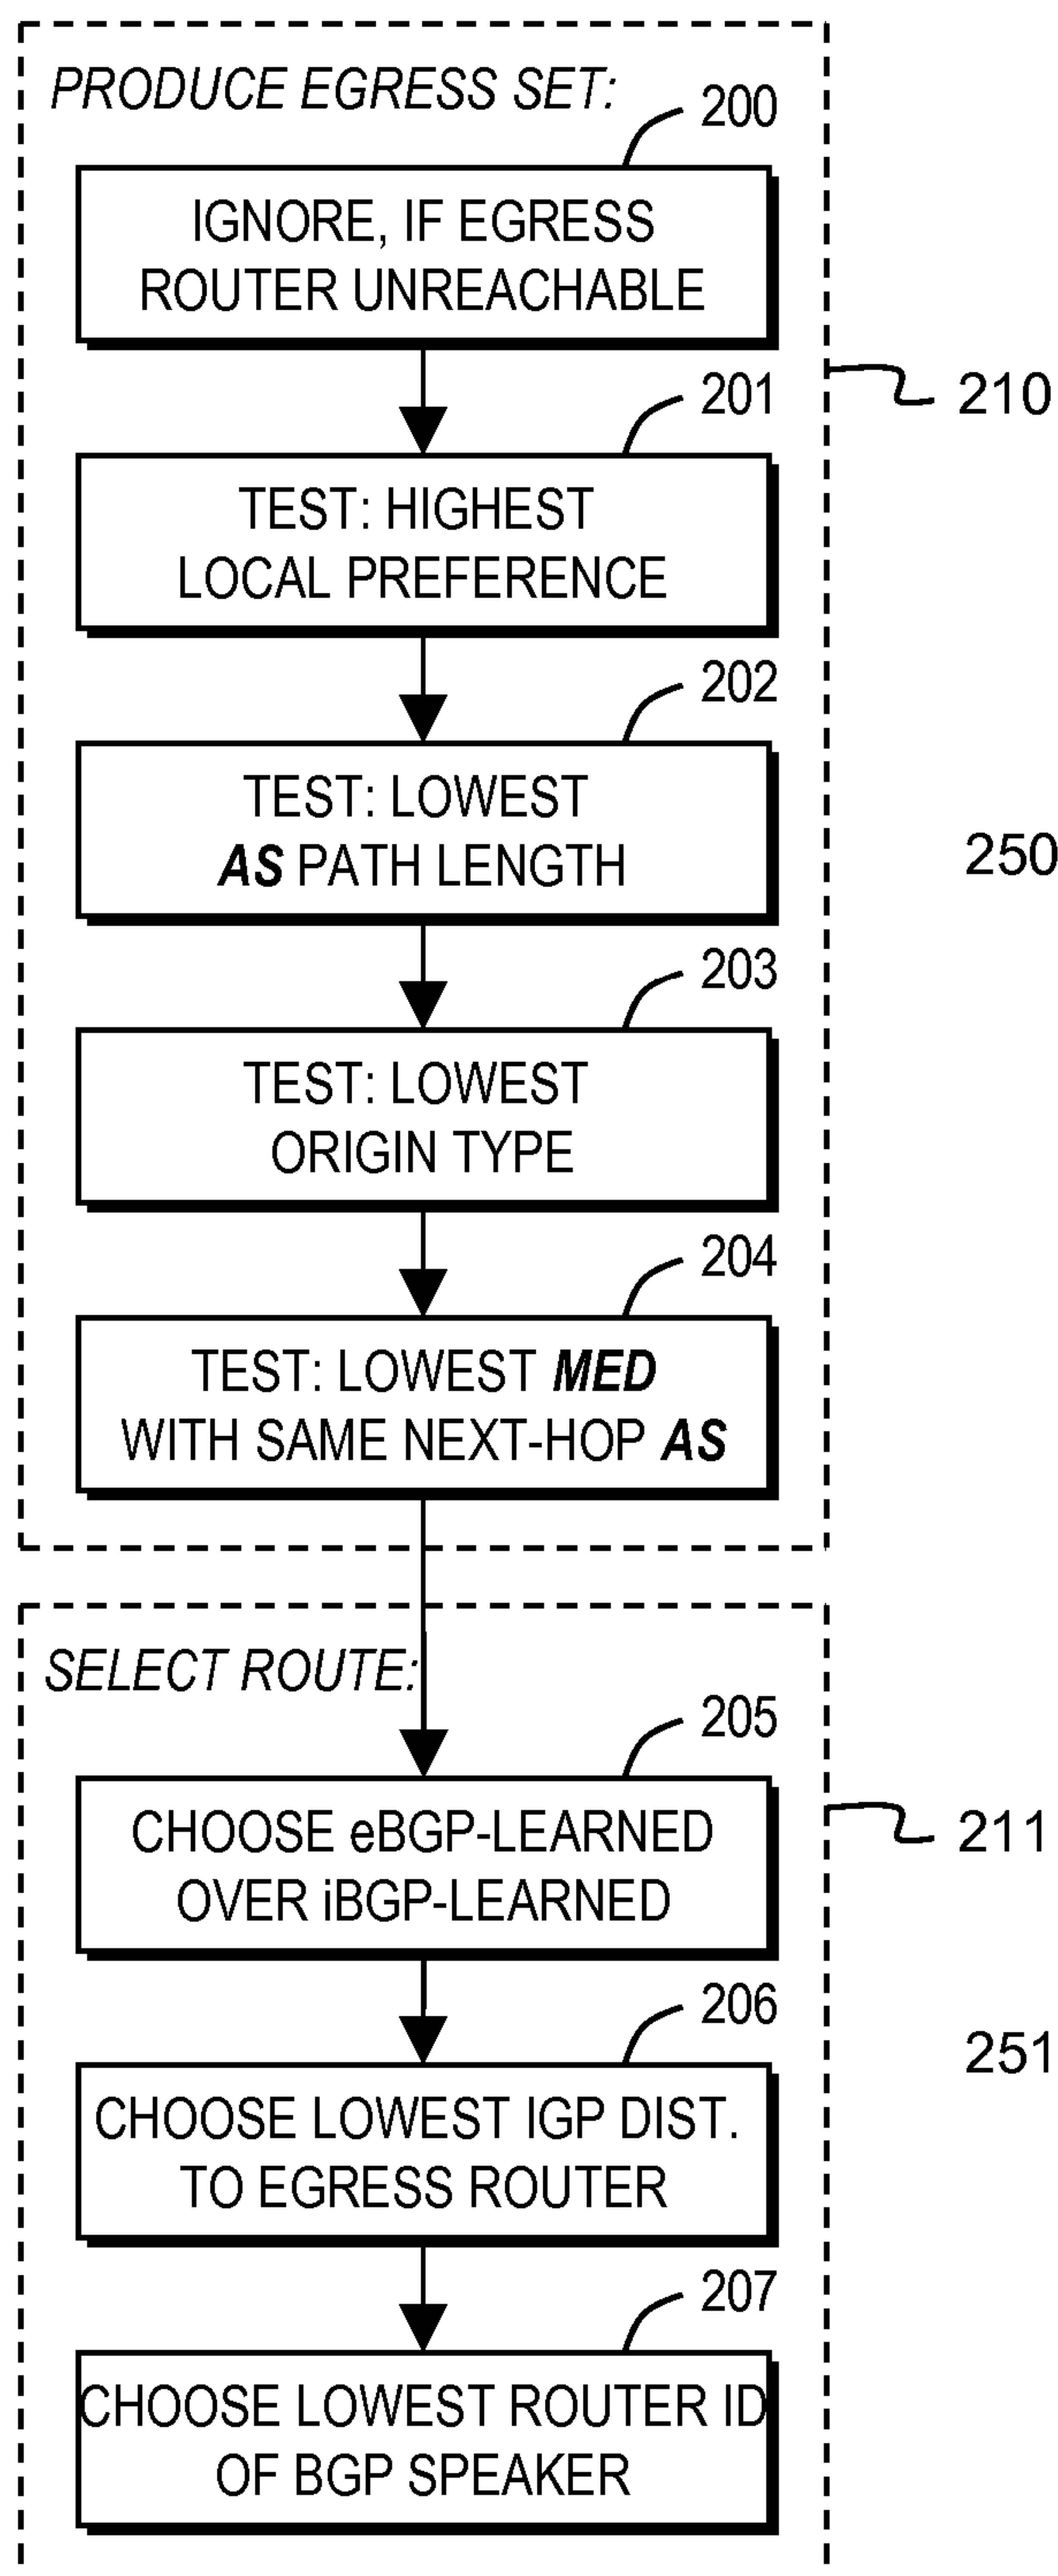 PRODUCE EGRESS SET:
200
IGNORE, IF EGRESS
ROUTER UNREACHABLE
210
201
TEST: HIGHEST
LOCAL PREFERENCE
202
TEST: LOWEST
AS PATH LENGTH
250
203
TEST: LOWEST
ORIGIN TYPE
204
TEST: LOWEST MED
WITH SAME NEXT-HOP AS
SELECT ROUTE:
205
CHOOSE eBGP-LEARNED
OVER iBGP-LEARNED
211
206
CHOOSE LOWEST IGP DIST.
TO EGRESS ROUTER
251
207
CHOOSE LOWEST ROUTER ID
OF BGP SPEAKER